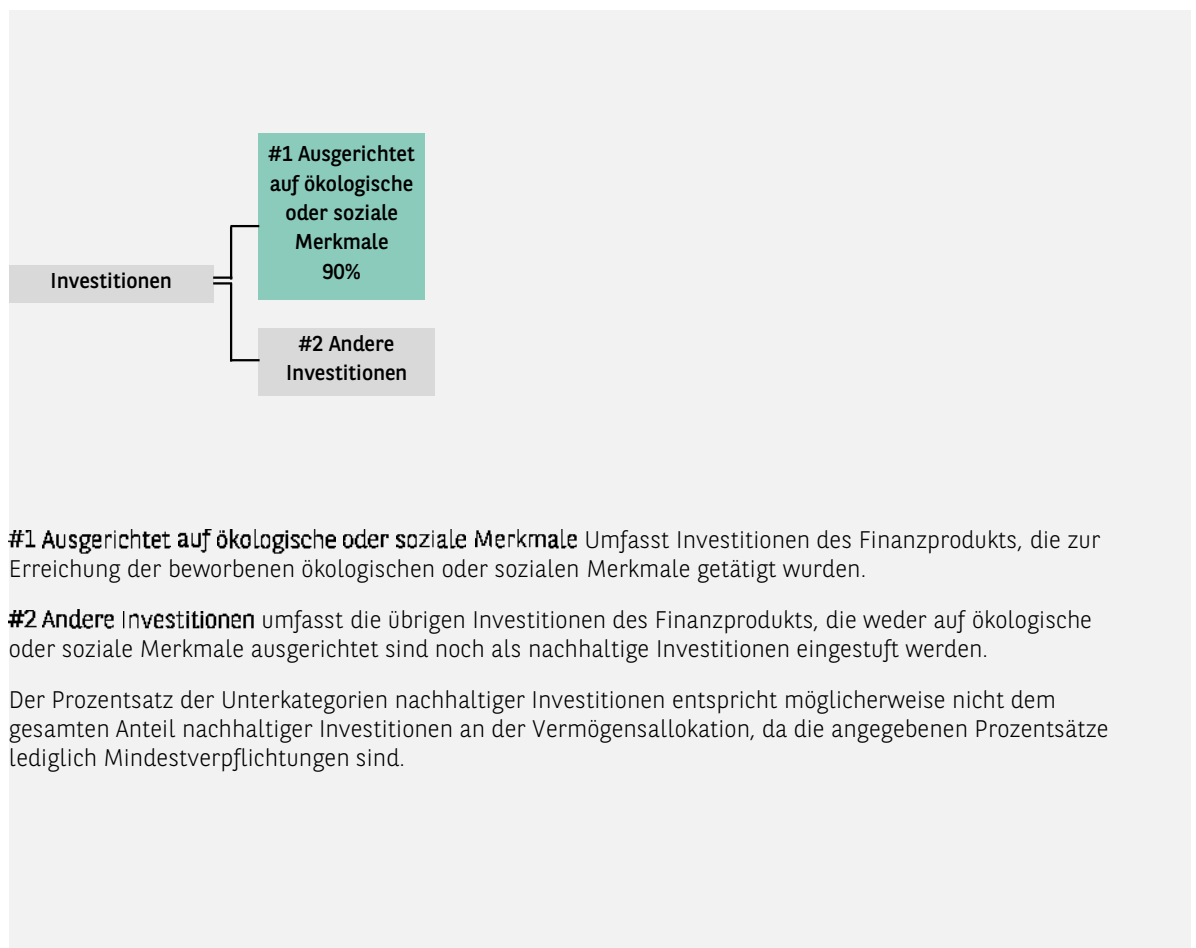 #1 Ausgerichtet
auf ökologische
oder soziale
Merkmale
90%
Investitionen
#2 Andere
Investitionen
#1 Ausgerichtet auf ökologische oder soziale Merkmale Umfasst Investitionen des Finanzprodukts, die zur
Erreichung der beworbenen ökologischen oder sozialen Merkmale getätigt wurden.
#2 Andere Investitionen umfasst die übrigen Investitionen des Finanzprodukts, die weder auf ökologische
oder soziale Merkmale ausgerichtet sind noch als nachhaltige Investitionen eingestuft werden.
Der Prozentsatz der Unterkategorien nachhaltiger Investitionen entspricht möglicherweise nicht dem
gesamten Anteil nachhaltiger Investitionen an der Vermögensallokation, da die angegebenen Prozentsätze
lediglich Mindestverpflichtungen sind.